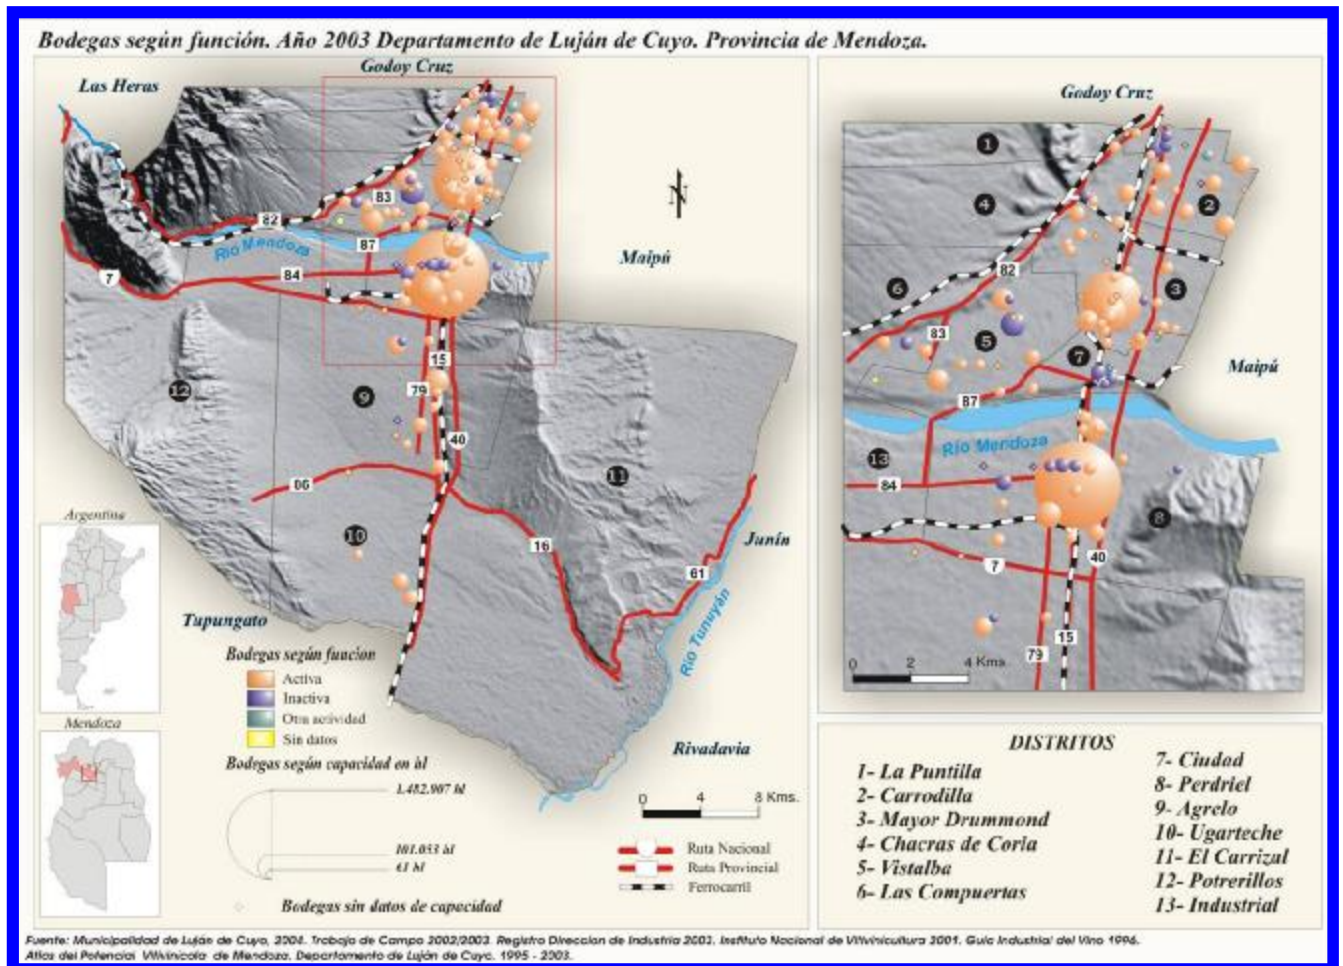 Bodegas según función. Año 2003 Departamento de Luján de Cuyo. Provincia de Mendoza.
Godoy Cruz
Las Heras
83
82
Río Mendoza
87
7
84
Maipú
N
15
12
79
9
40
11
06
10
16
Junín
61
Río Tunuyán
Tupungato
Rivadavia
Argentina
Mendoza
Bodegas según funcion
Activa
Inactiva
Otra actividad
Sin datos
Bodegas según capacidad en hl
1.482.907 hl
101.033 hl
61 hl
Bodegas sin datos de capacidad
0 4 8 Kms.
Ruta Nacional
Ruta Provincial
Ferrocarril
Godoy Cruz
1
2
4
82
6
3
83
5
7
Maipú
87
Río Mendoza
13
84
8
7
40
15
79
0 2 4 Kms
DISTRITOS
1- La Puntilla
2- Carrodilla
3- Mayor Drummond
4- Chacras de Coria
5- Vistalba
6- Las Compuertas
7- Ciudad
8- Perdriel
9- Agrelo
10- Ugarteche
11- El Carrizal
12- Potrerillos
13- Industrial
Fuente: Municipalidad de Luján de Cuyo, 2004. Trabajo de Campo 2002/2003. Registro Direccion de Industria 2003. Instituto Nacional de Vitivinicultura 2001. Guia Industrial del Vino 1996.
Atlas del Potencial Vitivinícola de Mendoza. Departamento de Luján de Cuyo. 1995 - 2003.